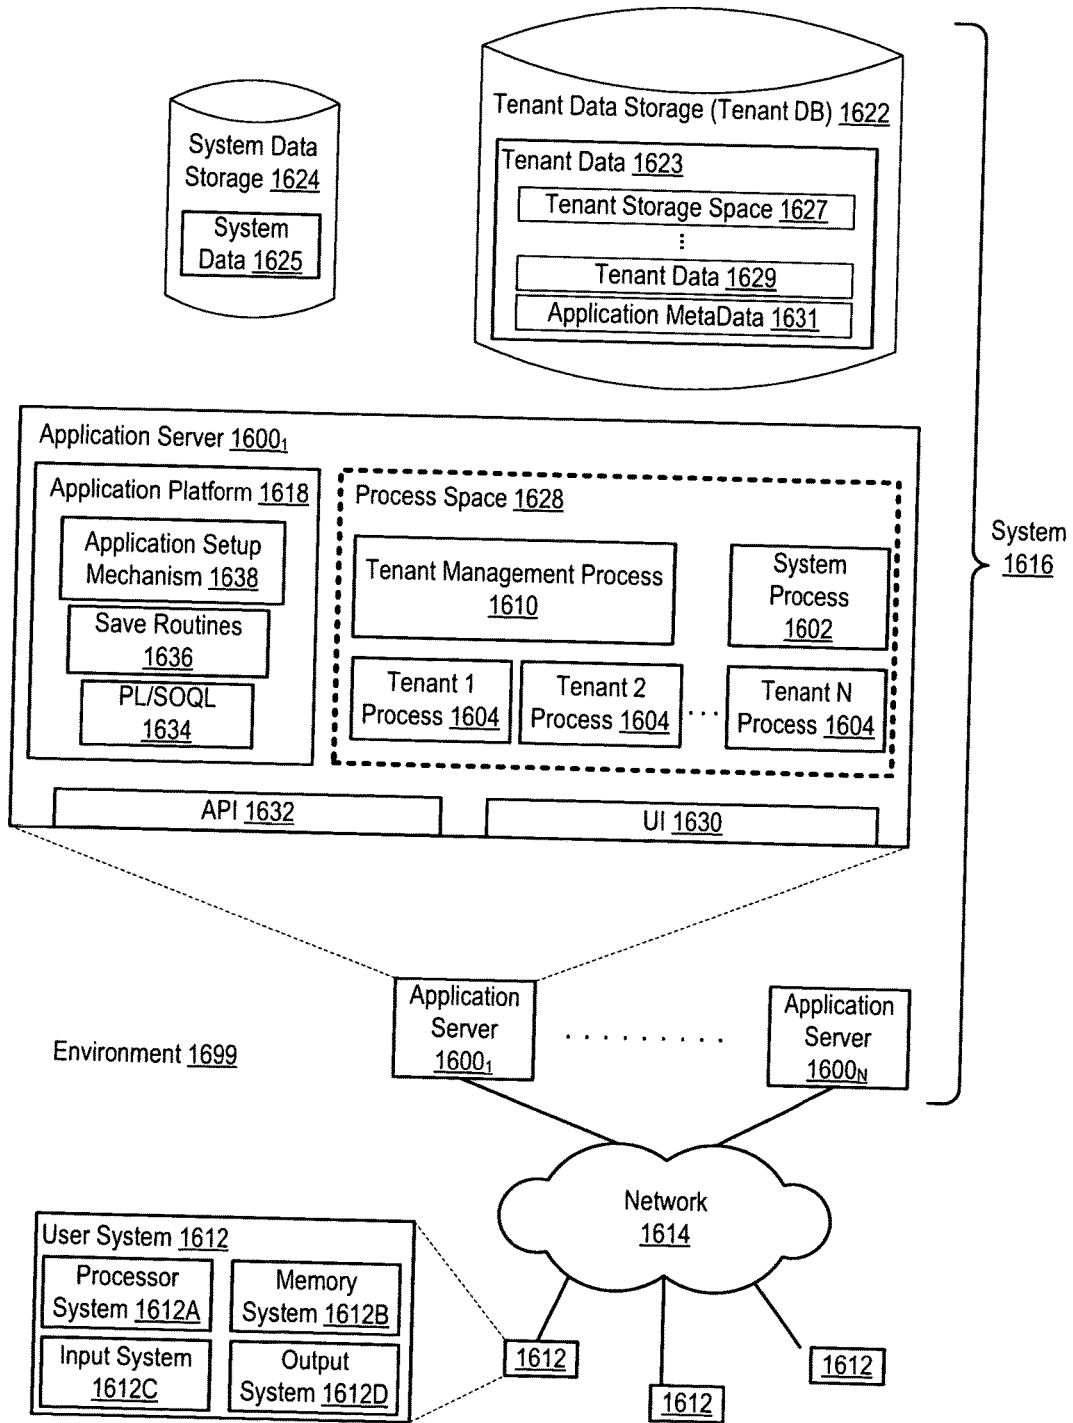 System Data
Storage 1624
System
Data 1625
Tenant Data Storage (Tenant DB) 1622
Tenant Data 1623
Tenant Storage Space 1627
⋮
Tenant Data 1629
Application MetaData 1631
Application Server 1600₁
Application Platform 1618
Application Setup
Mechanism 1638
Save Routines
1636
PL/SOQL
1634
Process Space 1628
Tenant Management Process
1610
System
Process
1602
Tenant 1
Process 1604
Tenant 2
Process 1604
. . .
Tenant N
Process 1604
API 1632
UI 1630
System
1616
Application
Server
1600₁
. . . . . . . . .
Application
Server
1600ɴ
Environment 1699
Network
1614
User System 1612
Processor
System 1612A
Memory
System 1612B
Input System
1612C
Output
System 1612D
1612
1612
1612